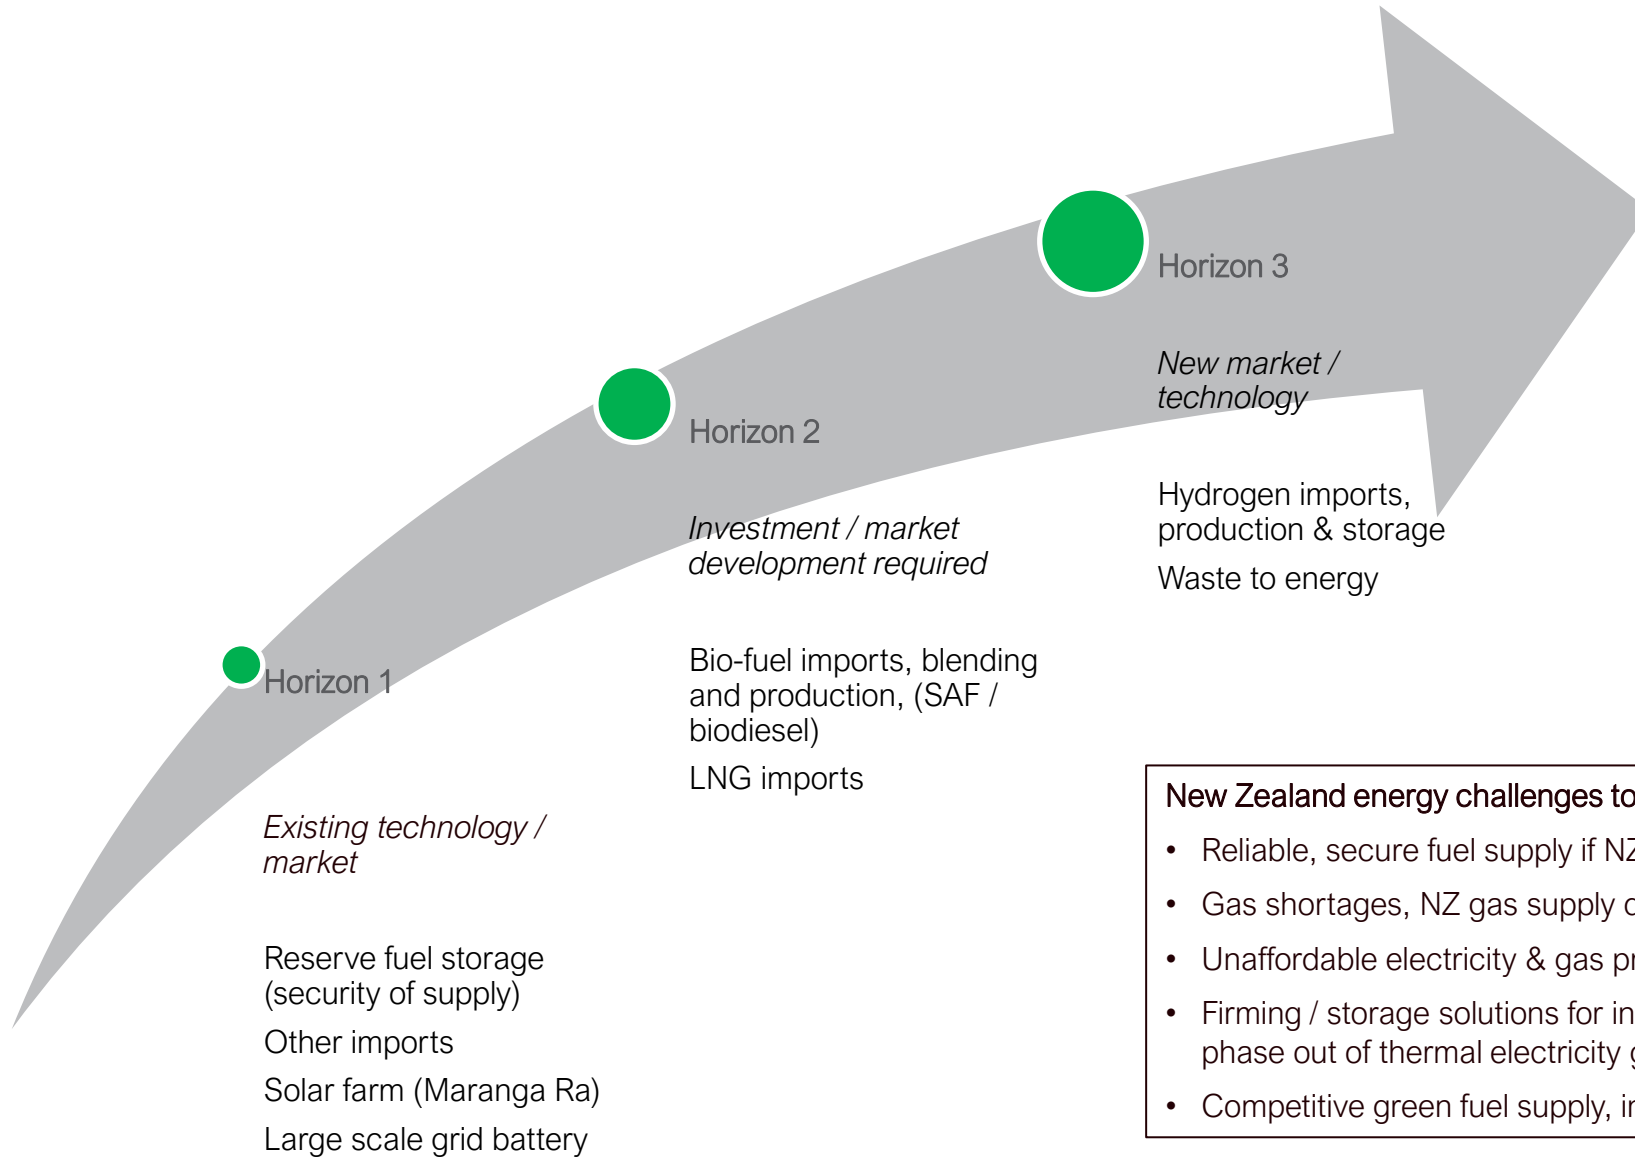 Horizon 3
New market /
technology
Hydrogen imports,
production & storage
Waste to energy
Horizon 2
Investment / market
development required
Bio-fuel imports, blending
and production, (SAF /
biodiesel)
LNG imports
Horizon 1
Existing technology /
market
Reserve fuel storage
(security of supply)
Other imports
Solar farm (Maranga Ra)
Large scale grid battery
New Zealand energy challenges to
• Reliable, secure fuel supply if NZ
• Gas shortages, NZ gas supply
• Unaffordable electricity & gas
• Firming / storage solutions for
phase out of thermal electricity
• Competitive green fuel supply,